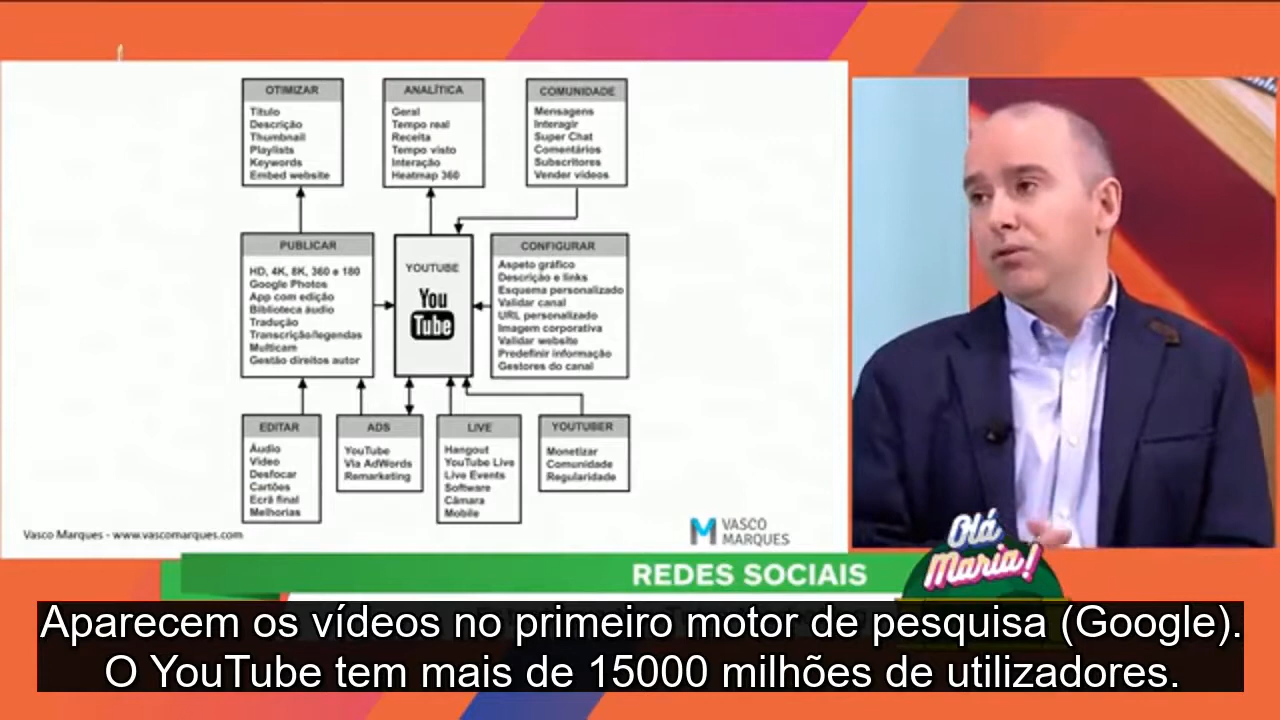 OTIMIZAR
Título
Descrição
Thumbnail
Playlists
Keywords
Embed website
ANALÍTICA
Geral
Tempo real
Receita
Tempo visto
Interação
Heatmap 360
COMUNIDADE
Mensagens
Interagir
Super Chat
Comentários
Subscritores
Vender vídeos
PUBLICAR
HD, 4K, 8K, 360 e 180
Google Photos
App com edição
Biblioteca áudio
Tradução
Transcrição/legendas
Multicam
Gestão direitos autor
YOUTUBE
You
Tube
CONFIGURAR
Aspeto gráfico
Descrição e links
Esquema personalizado
Validar canal
URL personalizado
Imagem corporativa
Validar website
Predefinir informação
Gestores do canal
EDITAR
Áudio
Vídeo
Desfocar
Cartões
Ecrã final
Melhorias
ADS
YouTube
Via AdWords
Remarketing
LIVE
Hangout
YouTube Live
Live Events
Software
Câmara
Mobile
YOUTUBER
Monetizar
Comunidade
Regularidade
Vasco Marques - www.vascomarques.com
VASCO
MARQUES
REDES SOCIAIS
Olá
Maria!
Aparecem os vídeos no primeiro motor de pesquisa (Google).
O YouTube tem mais de 15000 milhões de utilizadores.